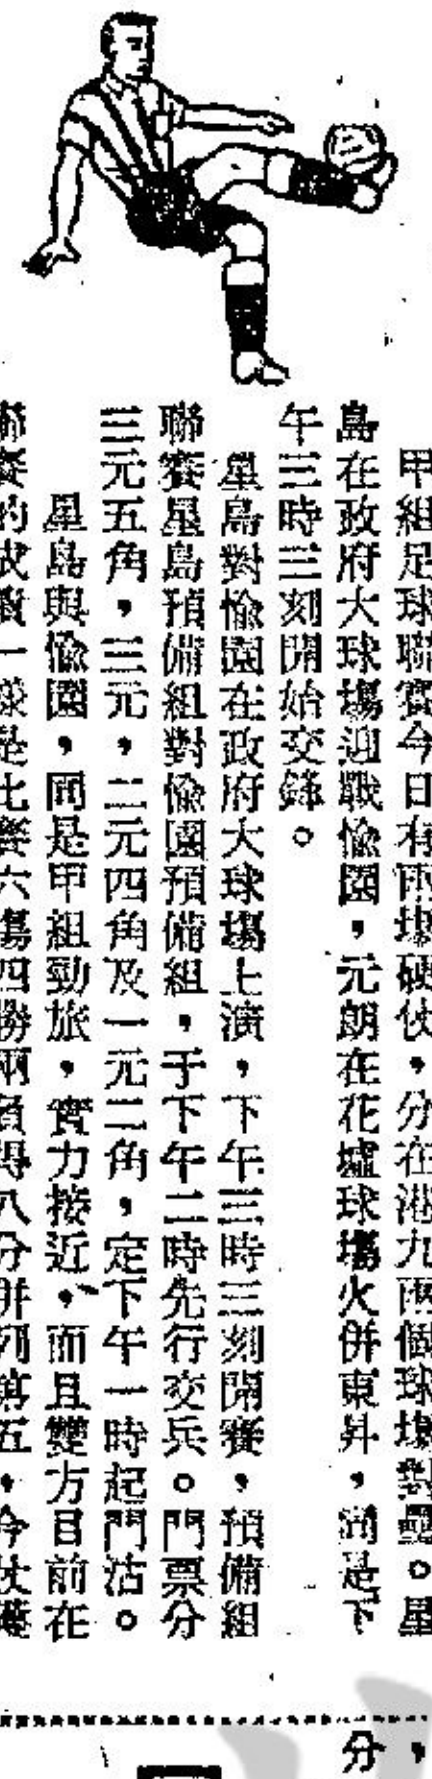 甲組足球聯賽今日有兩場硬仗，分在港九兩個球場對壘。星
島在政府大球場迎戰愉園，元朗在花墟球場火併東昇，同是下
午三時三刻開始交鋒。
星島對愉園在政府大球場上演，下午三時三刻開賽，預備組
聯賽星島預備組對愉園預備組，于下午二時先行交兵。門票分
三元五角，三元，二元四角及一元二角，定下午一時起門沽。
星島與愉園，同是甲組勁旅，實力接近，而且雙方目前在
聯賽的成績一樣是比賽六場四勝兩負得八分併列第五，今仗
分，